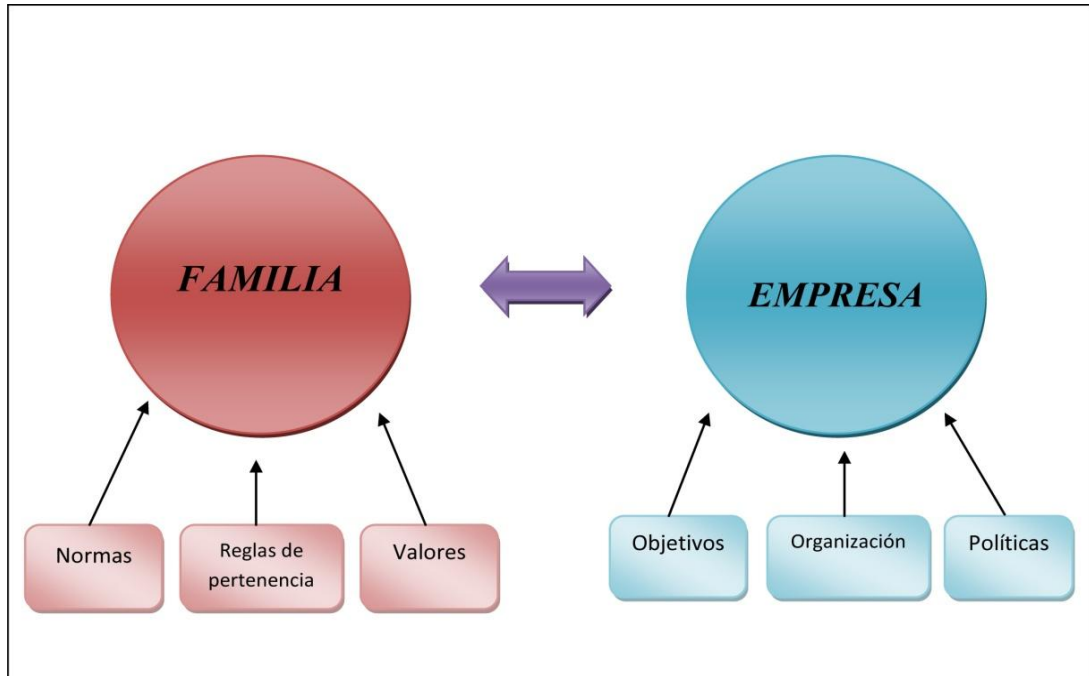 FAMILIA
EMPRESA
Normas
Reglas de
pertenencia
Valores
Objetivos
Organización
Políticas